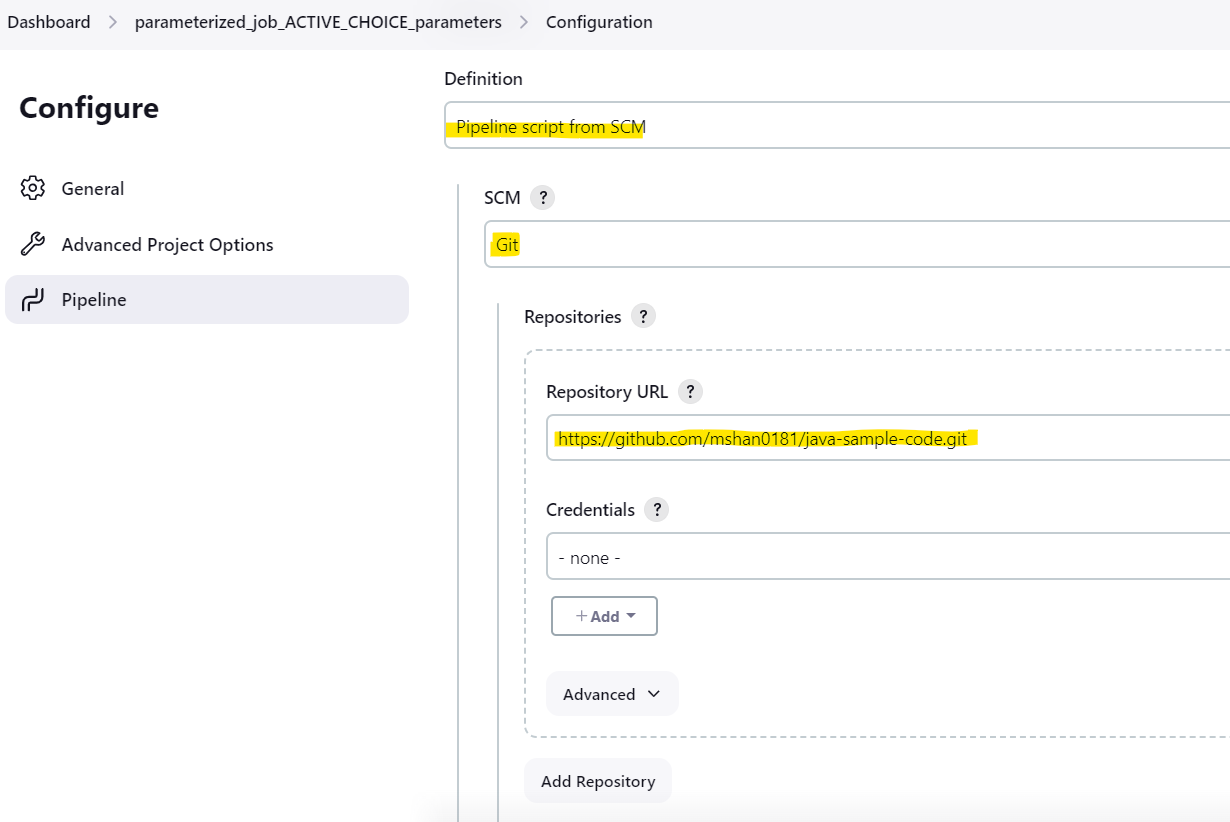 Dashboard > parameterized_job_ACTIVE_CHOICE_parameters > Configuration
Configure
General
Advanced Project Options
Pipeline
Definition
Pipeline script from SCM
SCM ?
Git
Repositories ?
Repository URL ?
https://github.com/mshan0181/java-sample-code.git
Credentials ?
- none -
+ Add
Advanced
Add Repository